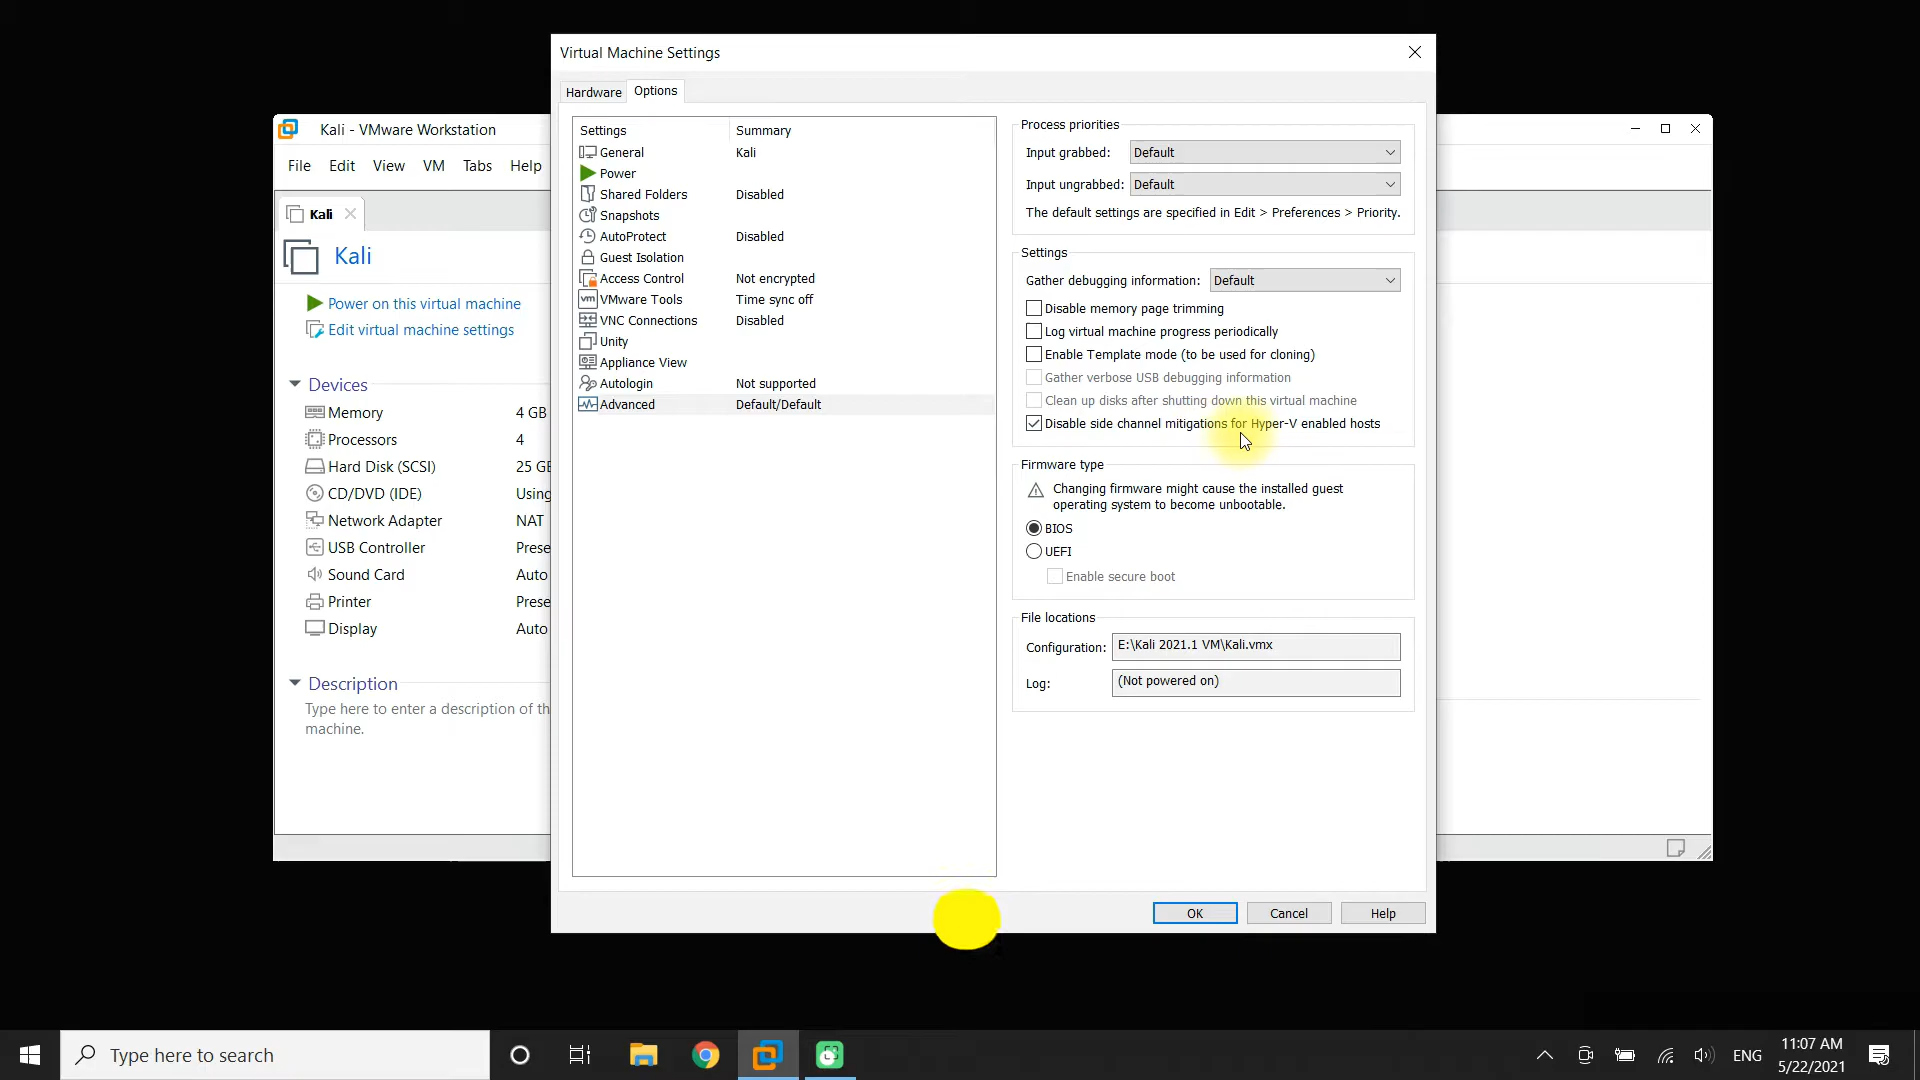 Virtual Machine Settings
Hardware
Options
Settings
Summary
General
Kali
Power
Shared Folders
Disabled
Snapshots
AutoProtect
Disabled
Guest Isolation
Access Control
Not encrypted
vm
VMware Tools
Time sync off
VNC Connections
Disabled
Unity
Appliance View
Autologin
Not supported
Advanced
Default/Default
Process priorities
Input grabbed:
Default
Input ungrabbed:
Default
The default settings are specified in Edit > Preferences > Priority.
Settings
Gather debugging information:
Default
Disable memory page trimming
Log virtual machine progress periodically
Enable Template mode (to be used for cloning)
Gather verbose USB debugging information
Clean up disks after shutting down this virtual machine
Disable side channel mitigations for Hyper-V enabled hosts
Firmware type
Changing firmware might cause the installed guest
operating system to become unbootable.
BIOS
UEFI
Enable secure boot
File locations
Configuration:
E:\Kali 2021.1 VM\Kali.vmx
Log:
(Not powered on)
OK
Cancel
Help
Kali - VMware Workstation
File
Edit
View
VM
Tabs
Help
Kali
Kali
Power on this virtual machine
Edit virtual machine settings
Devices
Memory
4 GB
Processors
4
Hard Disk (SCSI)
25 GB
CD/DVD (IDE)
Using
Network Adapter
NAT
USB Controller
Prese
Sound Card
Auto
Printer
Prese
Display
Auto
Description
Type here to enter a description of th
machine.
Type here to search
ENG
11:07 AM
5/22/2021